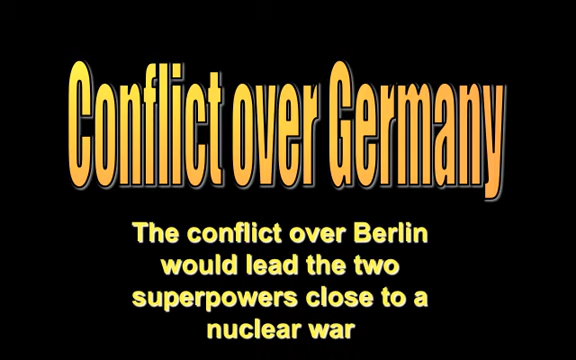 Conflict over Germany
The conflict over Berlin
would lead the two
superpowers close to a
nuclear war